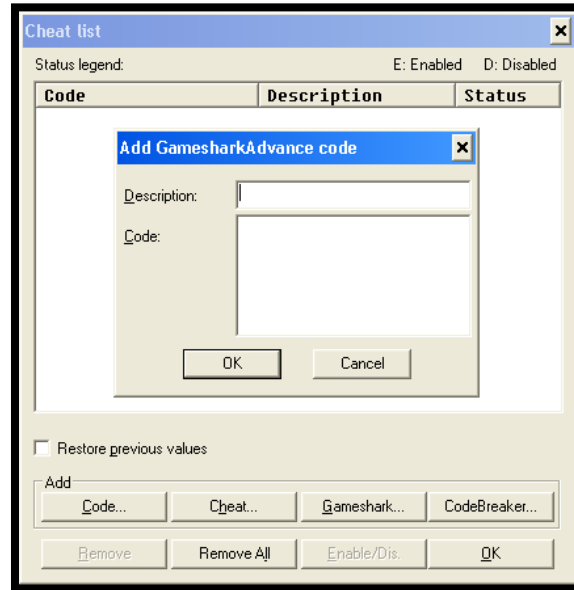 Cheat list
Status legend: E: Enabled D: Disabled
Code Description Status
Add GamesharkAdvance code
Description:
Code:
OK Cancel
Restore previous values
Add
Code... Cheat... Gameshark... CodeBreaker...
Remove Remove All Enable/Dis. OK